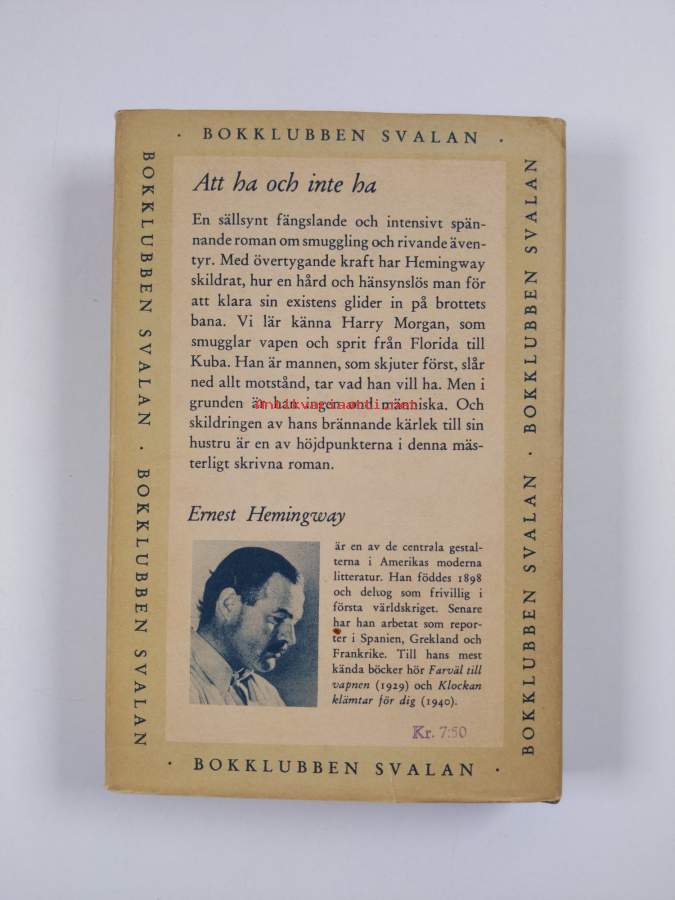 · BOKKLUBBEN SVALAN ·
BOKKLUBBEN SVALAN · BOKKLUBBEN SVALAN
Att ha och inte ha
En sällsynt fängslande och intensivt spän-
nande roman om smuggling och rivande även-
tyr. Med övertygande kraft har Hemingway
skildrat, hur en hård och hänsynslös man för
att klara sin existens glider in på brottets
bana. Vi lär känna Harry Morgan, som
smugglar vapen och sprit från Florida till
Kuba. Han är mannen, som skjuter först, slår
ned allt motstånd, tar vad han vill ha. Men i
grunden är han ingen ond människa. Och
antikvariaatti.net
skildringen av hans brännande kärlek till sin
hustru är en av höjdpunkterna i denna mäs-
terligt skrivna roman.
Ernest Hemingway
är en av de centrala gestal-
terna i Amerikas moderna
litteratur. Han föddes 1898
och deltog som frivillig i
första världskriget. Senare
har han arbetat som repor-
ter i Spanien, Grekland och
Frankrike. Till hans mest
kända böcker hör Farväl till
vapnen (1929) och Klockan
klämtar för dig (1940).
Kr. 7:50
BOKKLUBBEN SVALAN · BOKKLUBBEN SVALAN
· BOKKLUBBEN SVALAN ·